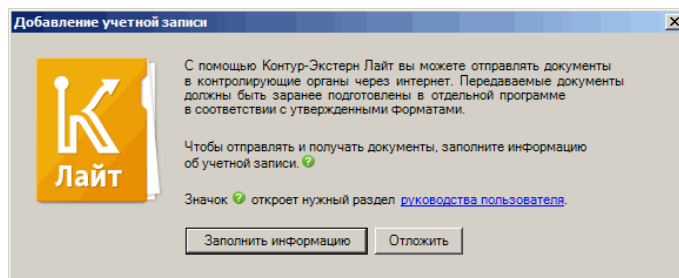 Добавление учетной записи
С помощью Контур-Экстерн Лайт вы можете отправлять документы
в контролирующие органы через интернет. Передаваемые документы
должны быть заранее подготовлены в отдельной программе
в соответствии с утвержденными форматами.
Чтобы отправлять и получать документы, заполните информацию
об учетной записи.
Лайт
Значок откроет нужный раздел руководства пользователя.
Заполнить информацию Отложить